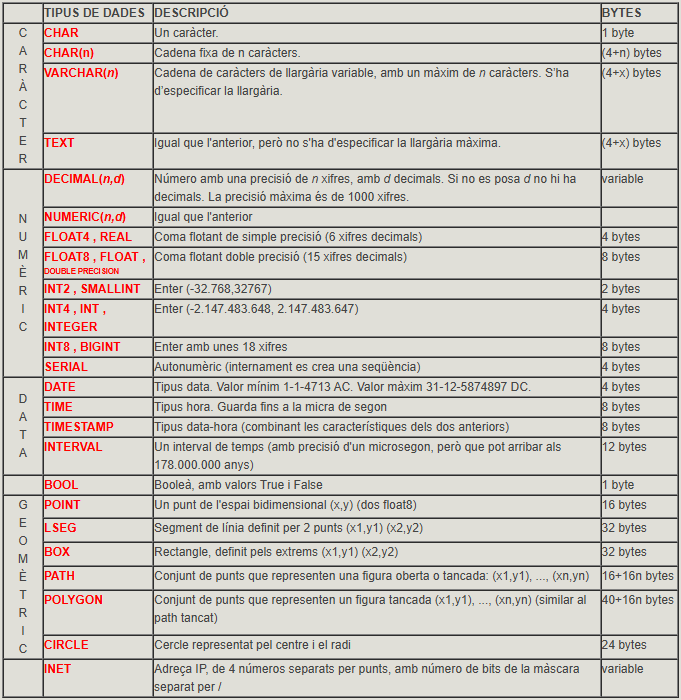 TIPUS DE DADES DESCRIPCIÓ BYTES
CARÀCTER
CHAR Un caràcter. 1 byte
CHAR(n) Cadena fixa de n caràcters. (4+n) bytes
VARCHAR(n) Cadena de caràcters de llargària variable, amb un màxim de n caràcters. S'ha (4+x) bytes
d'especificar la llargària.
TEXT Igual que l'anterior, però no s'ha d'especificar la llargària màxima. (4+x) bytes
NUMÈRIC
DECIMAL(n,d) Número amb una precisió de n xifres, amb d decimals. Si no es posa d no hi ha variable
decimals. La precisió màxima és de 1000 xifres.
NUMERIC(n,d) Igual que l'anterior
FLOAT4 , REAL Coma flotant de simple precisió (6 xifres decimals) 4 bytes
FLOAT8 , FLOAT , Coma flotant doble precisió (15 xifres decimals) 8 bytes
DOUBLE PRECISION
INT2 , SMALLINT Enter (-32.768,32767) 2 bytes
INT4 , INT , Enter (-2.147.483.648, 2.147.483.647) 4 bytes
INTEGER
INT8 , BIGINT Enter amb unes 18 xifres 8 bytes
SERIAL Autonumèric (internament es crea una seqüència) 4 bytes
DATA
DATE Tipus data. Valor mínim 1-1-4713 AC. Valor màxim 31-12-5874897 DC. 4 bytes
TIME Tipus hora. Guarda fins a la micra de segon 8 bytes
TIMESTAMP Tipus data-hora (combinant les característiques dels dos anteriors) 8 bytes
INTERVAL Un interval de temps (amb precisió d'un microsegon, però que pot arribar als 12 bytes
178.000.000 anys)
BOOL Booleà, amb valors True i False 1 byte
GEOMÈTRIC
POINT Un punt de l'espai bidimensional (x,y) (dos float8) 16 bytes
LSEG Segment de línia definit per 2 punts (x1,y1) (x2,y2) 32 bytes
BOX Rectangle, definit pels extrems (x1,y1) (x2,y2) 32 bytes
PATH Conjunt de punts que representen una figura oberta o tancada: (x1,y1), ..., (xn,yn) 16+16n bytes
POLYGON Conjunt de punts que representen un figura tancada (x1,y1), ..., (xn,yn) (similar al 40+16n bytes
path tancat)
CIRCLE Cercle representat pel centre i el radi 24 bytes
INET Adreça IP, de 4 números separats per punts, amb número de bits de la màscara variable
separat per /